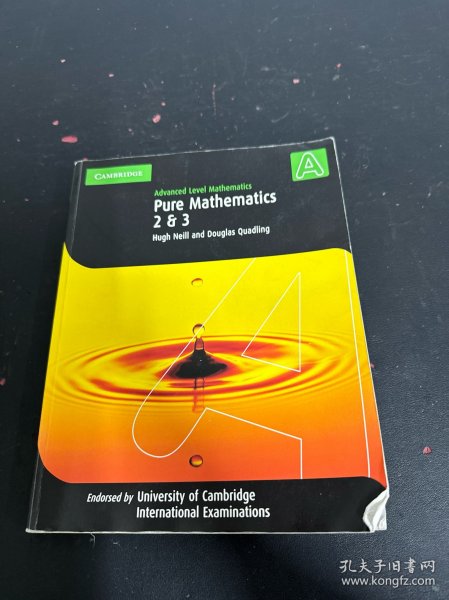 CAMBRIDGE
A
Advanced Level Mathematics
Pure Mathematics
2 & 3
Hugh Neill and Douglas Quadling
Endorsed by University of Cambridge
International Examinations
孔夫子旧书网
www.kongfz.com